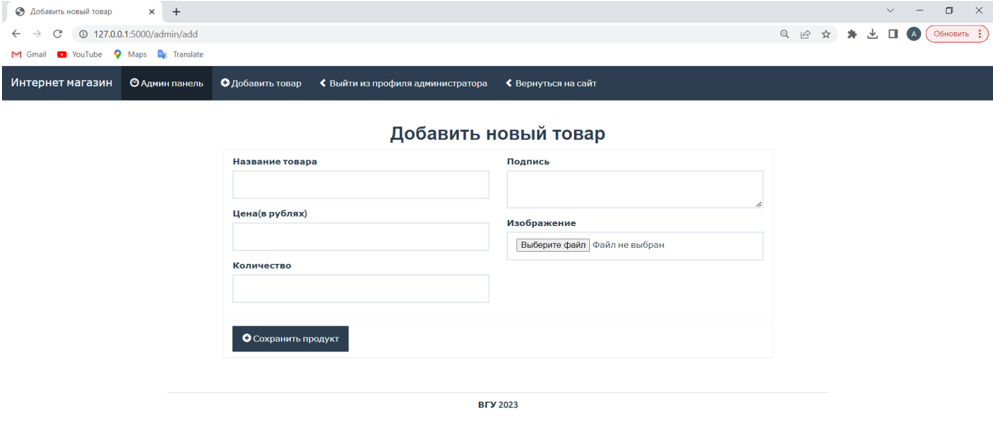 Добавить новый товар
127.0.0.1:5000/admin/add
A
Обновить
Gmail YouTube Maps Translate
Интернет магазин Админ панель Добавить товар Выйти из профиля администратора Вернуться на сайт
Добавить новый товар
Название товара
Цена(в рублях)
Количество
Подпись
Изображение
Выберите файл Файл не выбран
Сохранить продукт
ВГУ 2023